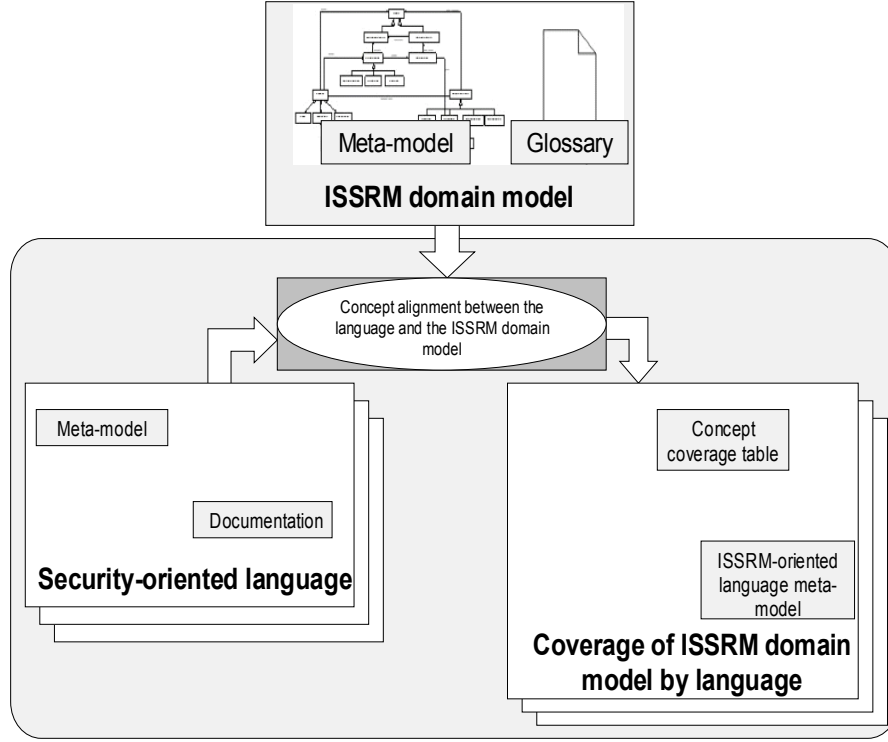 Meta-model
Glossary
ISSRM domain model
Concept alignment between the
language and the ISSRM domain
model
Meta-model
Documentation
Security-oriented language
Concept
coverage table
ISSRM-oriented
language meta-
model
Coverage of ISSRM domain
model by language